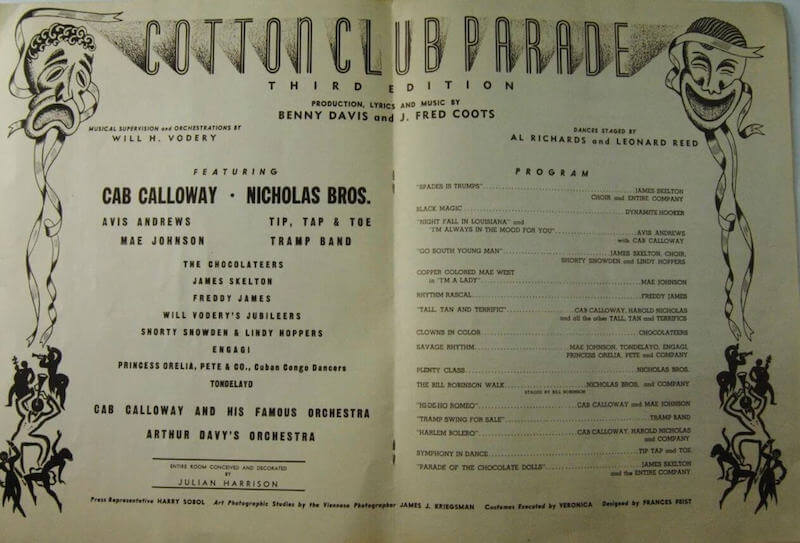 COTTON CLUB PARADE
THIRD EDITION
PRODUCTION, LYRICS AND MUSIC BY
BENNY DAVIS and J. FRED COOTS
MUSICAL SUPERVISION and ORCHESTRATIONS BY
WILL H. VODERY
DANCES STAGED BY
AL RICHARDS and LEONARD REED
FEATURING
CAB CALLOWAY · NICHOLAS BROS.
AVIS ANDREWS TIP, TAP & TOE
MAE JOHNSON TRAMP BAND
THE CHOCOLATEERS
JAMES SKELTON
FREDDY JAMES
WILL VODERY'S JUBILEERS
SHORTY SNOWDEN & LINDY HOPPERS
ENGAGI
PRINCESS ORELIA, PETE & CO., Cuban Congo Dancers
TONDELAYO
CAB CALLOWAY AND HIS FAMOUS ORCHESTRA
ARTHUR DAVY'S ORCHESTRA
ENTIRE ROOM CONCEIVED AND DECORATED
BY
JULIAN HARRISON
PROGRAM
"SPADES IS TRUMPS" JAMES SKELTON
CHOIR and ENTIRE COMPANY
BLACK MAGIC DYNAMITE HOOKER
"NIGHT FALL IN LOUISIANA" and
"I'M ALWAYS IN THE MOOD FOR YOU" AVIS ANDREWS
with CAB CALLOWAY
"GO SOUTH YOUNG MAN" JAMES SKELTON, CHOIR,
SHORTY SNOWDEN and LINDY HOPPERS
COPPER COLORED MAE WEST
in "I'M A LADY" MAE JOHNSON
RHYTHM RASCAL FREDDY JAMES
"TALL, TAN AND TERRIFIC" CAB CALLOWAY, HAROLD NICHOLAS
and all the other TALL, TAN and TERRIFICS
CLOWNS IN COLOR CHOCOLATEERS
SAVAGE RHYTHM MAE JOHNSON, TONDELAYO, ENGAGI,
PRINCESS ORELIA, PETE and COMPANY
PLENTY CLASS NICHOLAS BROS.
THE BILL ROBINSON WALK NICHOLAS BROS. and COMPANY
STAGED BY BILL ROBINSON
"HI-DE-HO ROMEO" CAB CALLOWAY and MAE JOHNSON
"TRAMP SWING FOR SALE" TRAMP BAND
"HARLEM BOLERO" CAB CALLOWAY, HAROLD NICHOLAS
and COMPANY
SYMPHONY IN DANCE TIP TAP and TOE
"PARADE OF THE CHOCOLATE DOLLS" JAMES SKELTON
and the ENTIRE COMPANY
Press Representative HARRY SOBOL Art Photographic Studies by the Viennese Photographer JAMES J. KRIEGSMAN Costumes Executed by VERONICA Designed by FRANCES FEIST